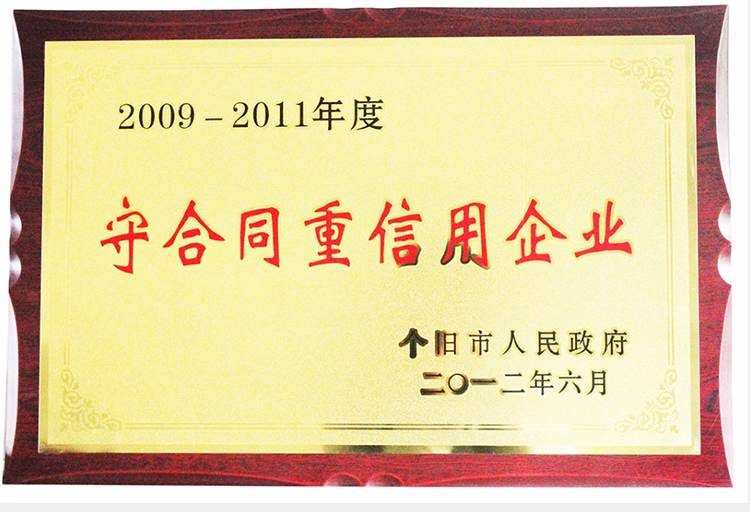 2009－2011年度
守合同重信用企业
个旧市人民政府
二〇一二年六月